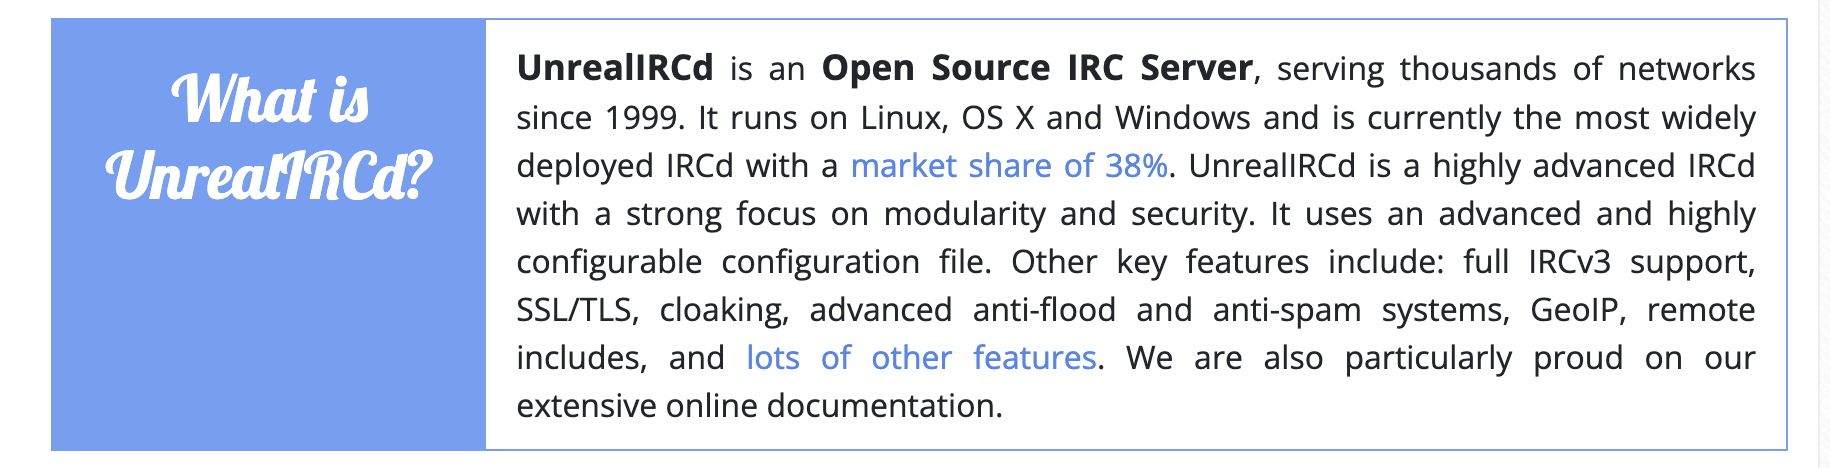 What is
UnrealIRCd?
UnrealIRCd is an Open Source IRC Server, serving thousands of networks
since 1999. It runs on Linux, OS X and Windows and is currently the most widely
deployed IRCd with a market share of 38%. UnrealIRCd is a highly advanced IRCd
with a strong focus on modularity and security. It uses an advanced and highly
configurable configuration file. Other key features include: full IRCv3 support,
SSL/TLS, cloaking, advanced anti-flood and anti-spam systems, GeoIP, remote
includes, and lots of other features. We are also particularly proud on our
extensive online documentation.